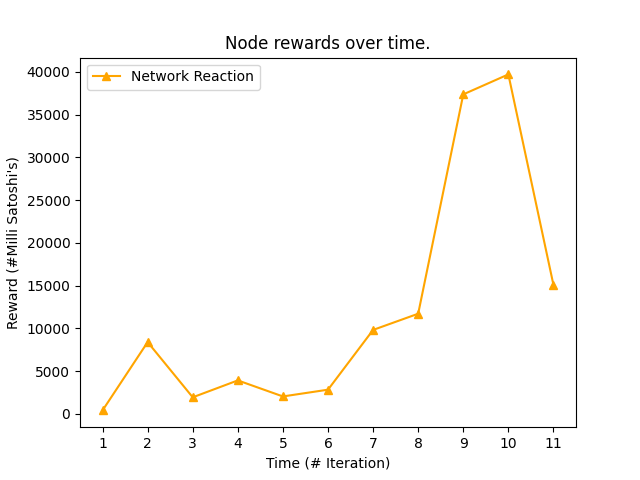 Node rewards over time.
Network Reaction
Reward (#Milli Satoshi's)
40000
35000
30000
25000
20000
15000
10000
5000
0
1 2 3 4 5 6 7 8 9 10 11
Time (# Iteration)